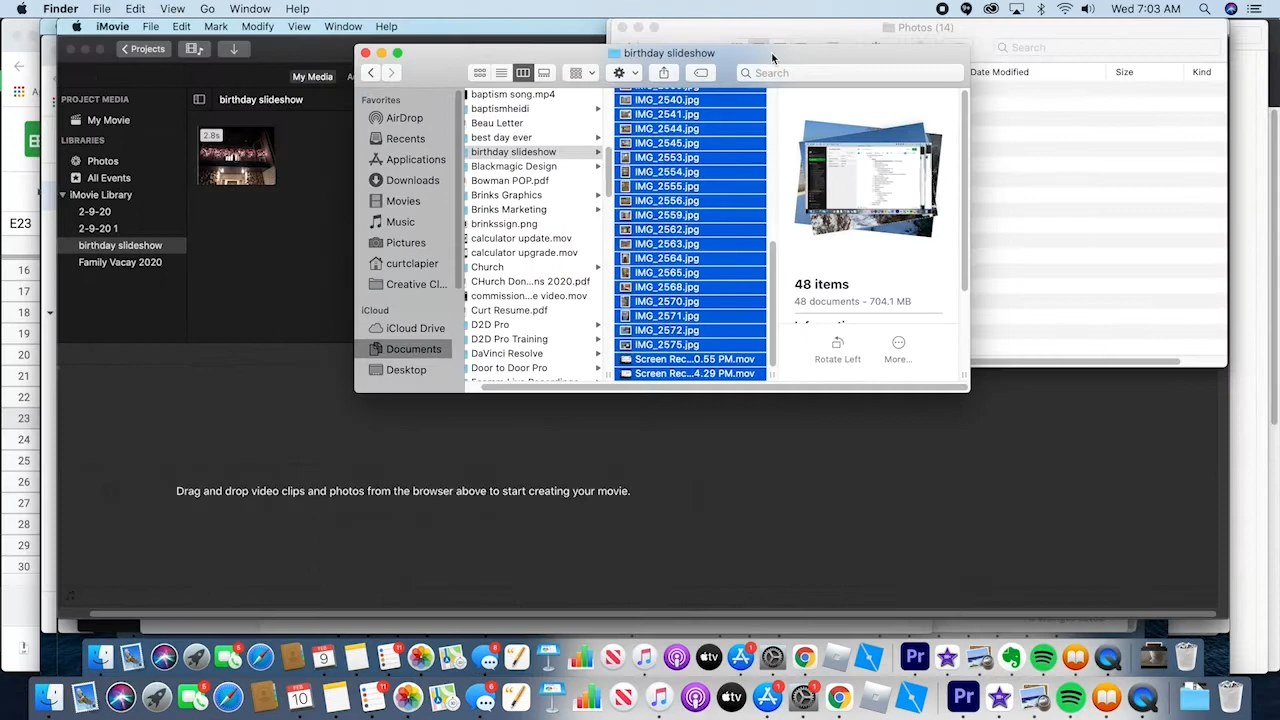 Finder File Edit View Go Window Help
Wed 7:03 AM
iMovie File Edit Mark Modify View Window Help
Photos (14)
Search
Date Modified Size Kind
Projects
My Media
PROJECT MEDIA
My Movie
LIBRARIES
Photos
All Events
iMovie Library
2-9-20
2-9-20 1
birthday slideshow
Family Vacay 2020
birthday slideshow
2.8s
birthday slideshow
Search
Favorites
AirDrop
Recents
Applications
Downloads
Movies
Music
Pictures
curtclapier
Creative Cl...
iCloud
iCloud Drive
Documents
Desktop
baptism song.mp4
baptismheidi
Beau Letter
best day ever
birthday slideshow
Blackmagic Design
Bowman POP.pdf
Brinks Graphics
Brinks Marketing
brinkssign.png
calculator update.mov
calculator upgrade.mov
Church
CHurch Don...ns 2020.pdf
commission...e video.mov
Curt Resume.pdf
D2D Pro
D2D Pro Training
DaVinci Resolve
Door to Door Pro
IMG_2540.jpg
IMG_2541.jpg
IMG_2544.jpg
IMG_2545.jpg
IMG_2553.jpg
IMG_2554.jpg
IMG_2555.jpg
IMG_2556.jpg
IMG_2559.jpg
IMG_2562.jpg
IMG_2563.jpg
IMG_2564.jpg
IMG_2565.jpg
IMG_2568.jpg
IMG_2570.jpg
IMG_2571.jpg
IMG_2572.jpg
IMG_2575.jpg
Screen Rec...0.55 PM.mov
Screen Rec...4.29 PM.mov
48 items
48 documents - 704.1 MB
Rotate Left
More...
E23
16
17
18
19
20
21
22
23
24
25
26
27
28
29
30
Drag and drop video clips and photos from the browser above to start creating your movie.
FEB
9
tv
Pr
10
tv
Pr